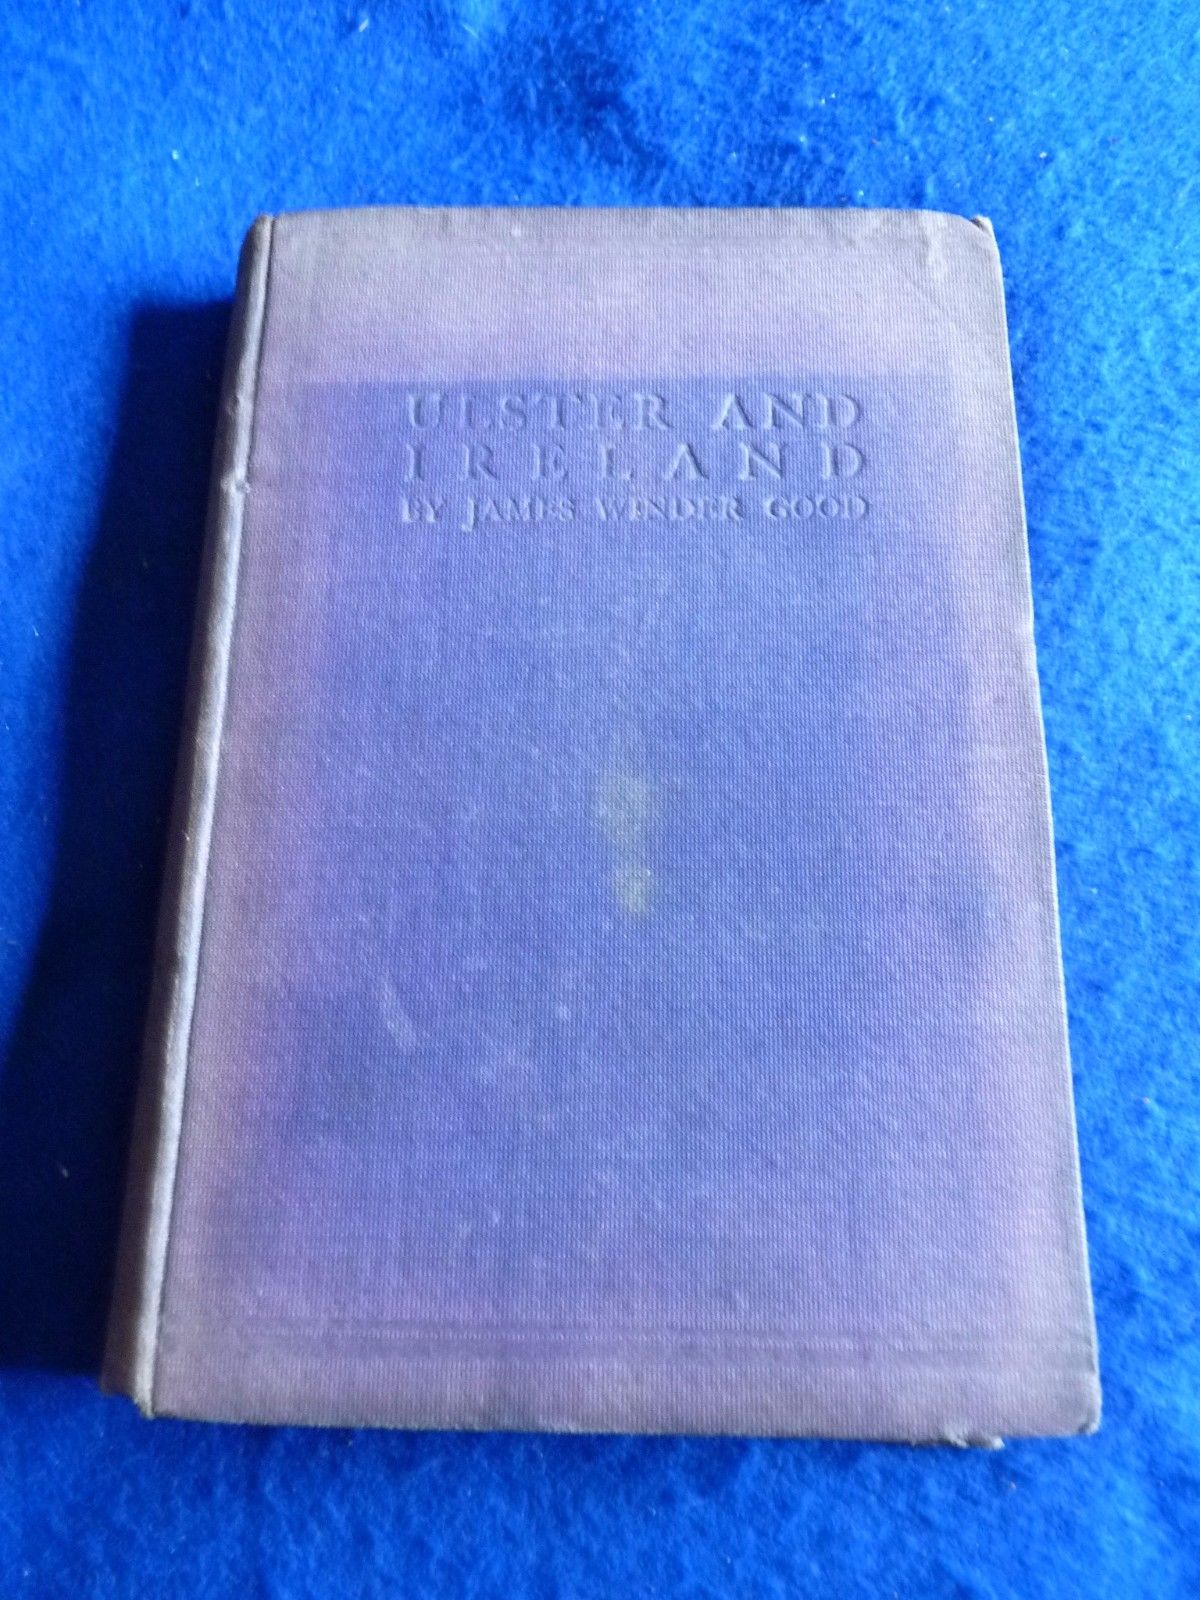 ULSTER AND
IRELAND
BY JAMES WINDER GOOD